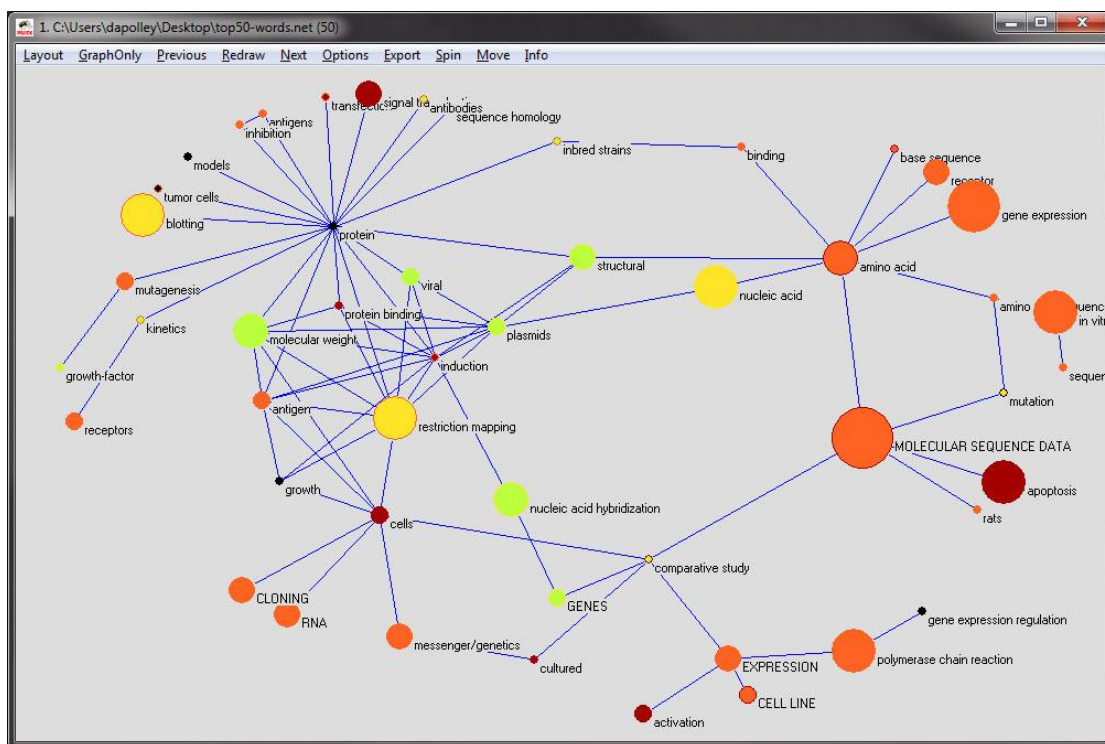 1. C:\Users\dapolley\Desktop\top50-words.net (50)
Layout GraphOnly Previous Redraw Next Options Export Spin Move Info
signal
antibodies
sequence homology
antigens
inhibition
inbred strains
binding
base sequence
models
receptor
tumor cells
gene expression
blotting
protein
structural
amino acid
mutagenesis
viral
nucleic acid
amino
protein binding
kinetics
plasmids
in vitr
molecular weight
induction
growth-factor
sequen
antigen
mutation
receptors
restriction mapping
MOLECULAR SEQUENCE DATA
growth
apoptosis
nucleic acid hybridization
rats
cells
comparative study
CLONING
GENES
RNA
gene expression regulation
messenger/genetics
cultured
EXPRESSION
polymerase chain reaction
CELL LINE
activation